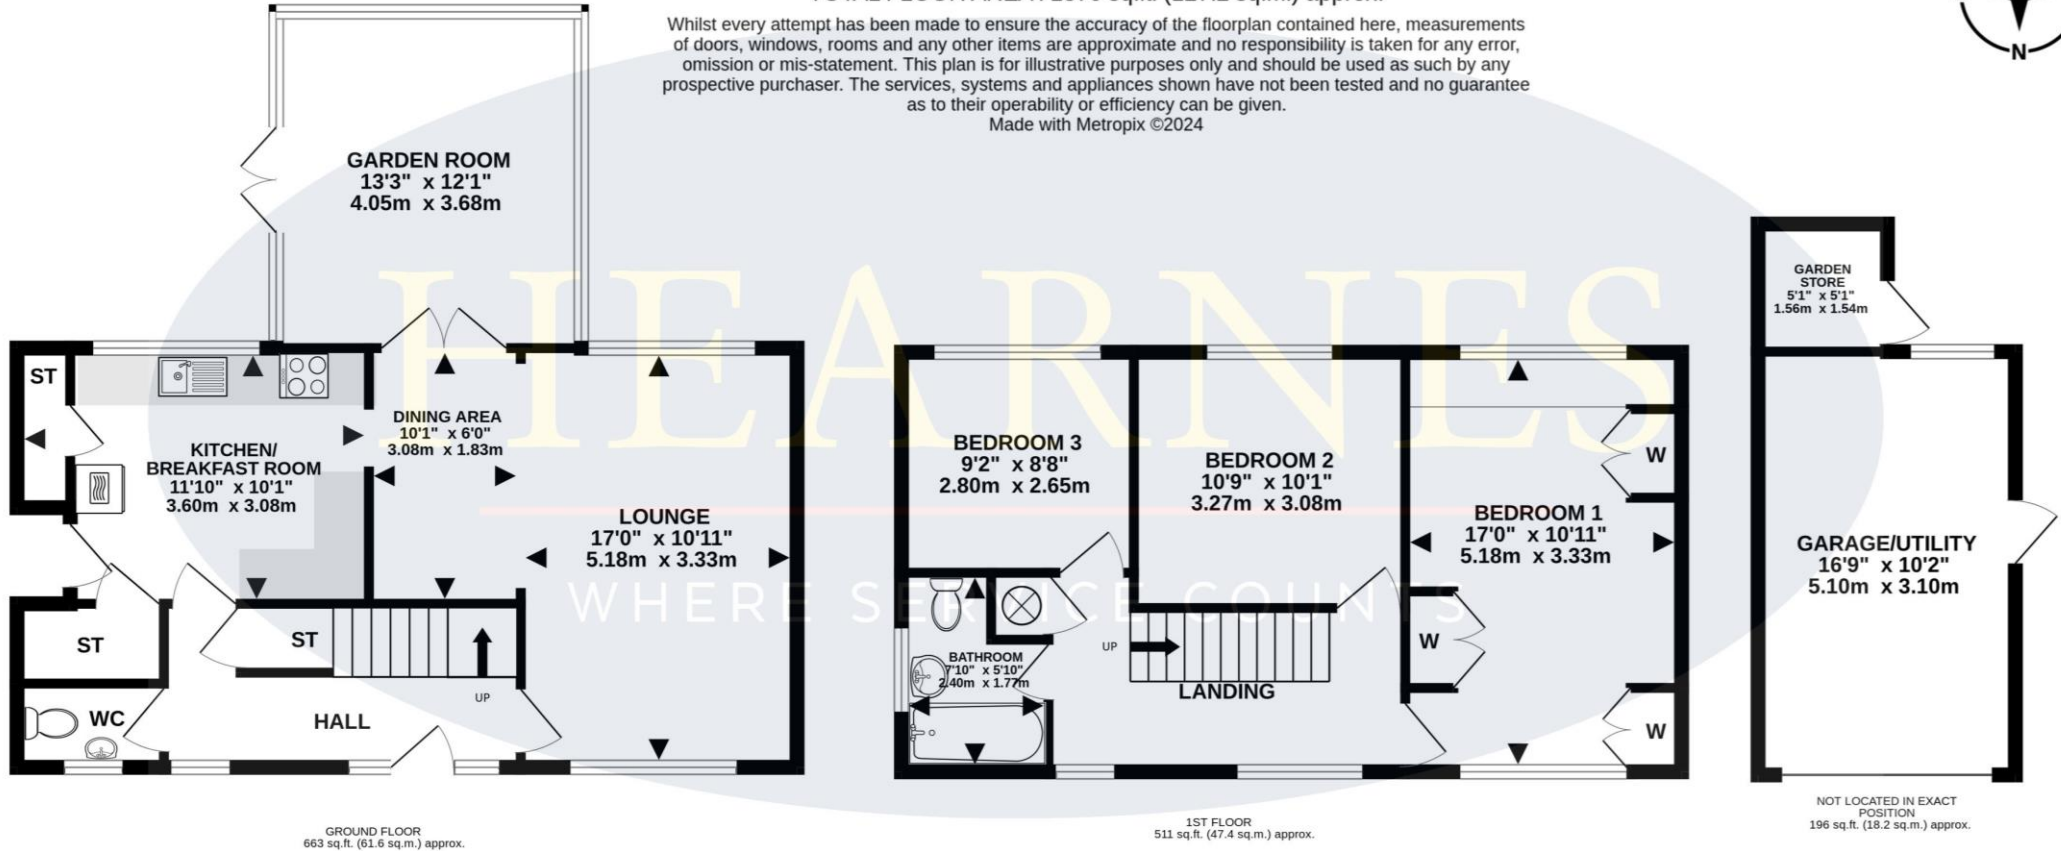 Whilst every attempt has been made to ensure the accuracy of the floorplan contained here, measurements
of doors, windows, rooms and any other items are approximate and no responsibility is taken for any error,
omission or mis-statement. This plan is for illustrative purposes only and should be used as such by any
prospective purchaser. The services, systems and appliances shown have not been tested and no guarantee
as to their operability or efficiency can be given.
Made with Metropix ©2024
N
GARDEN ROOM
13'3" x 12'1"
4.05m x 3.68m
HEARNES
WHERE SERVICE COUNTS
ST
KITCHEN/
BREAKFAST ROOM
11'10" x 10'1"
3.60m x 3.08m
DINING AREA
10'1" x 6'0"
3.08m x 1.83m
LOUNGE
17'0" x 10'11"
5.18m x 3.33m
ST
ST
UP
WC
HALL
GROUND FLOOR
663 sq.ft. (61.6 sq.m.) approx.
BEDROOM 3
9'2" x 8'8"
2.80m x 2.65m
BEDROOM 2
10'9" x 10'1"
3.27m x 3.08m
BEDROOM 1
17'0" x 10'11"
5.18m x 3.33m
W
W
W
BATHROOM
7'10" x 5'10"
2.40m x 1.77m
UP
LANDING
1ST FLOOR
511 sq.ft. (47.4 sq.m.) approx.
GARDEN
STORE
5'1" x 5'1"
1.56m x 1.54m
GARAGE/UTILITY
16'9" x 10'2"
5.10m x 3.10m
NOT LOCATED IN EXACT
POSITION
196 sq.ft. (18.2 sq.m.) approx.